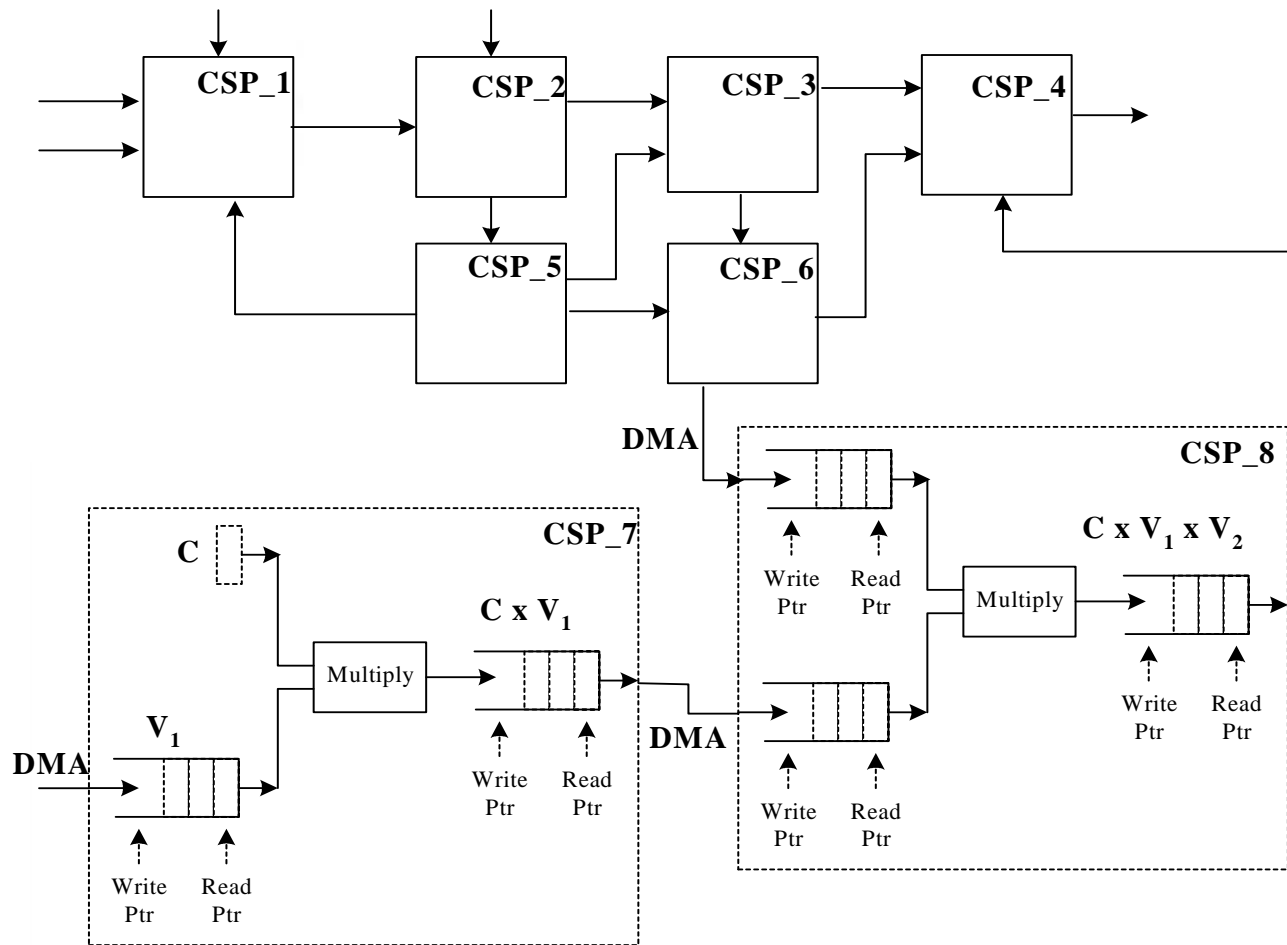 CSP_1
CSP_2
CSP_3
CSP_4
CSP_5
CSP_6
DMA
CSP_8
Write
Ptr
Read
Ptr
Multiply
C x V1 x V2
Write
Ptr
Read
Ptr
Write
Ptr
Read
Ptr
CSP_7
C
Multiply
C x V1
Write
Ptr
Read
Ptr
DMA
V1
DMA
Write
Ptr
Read
Ptr